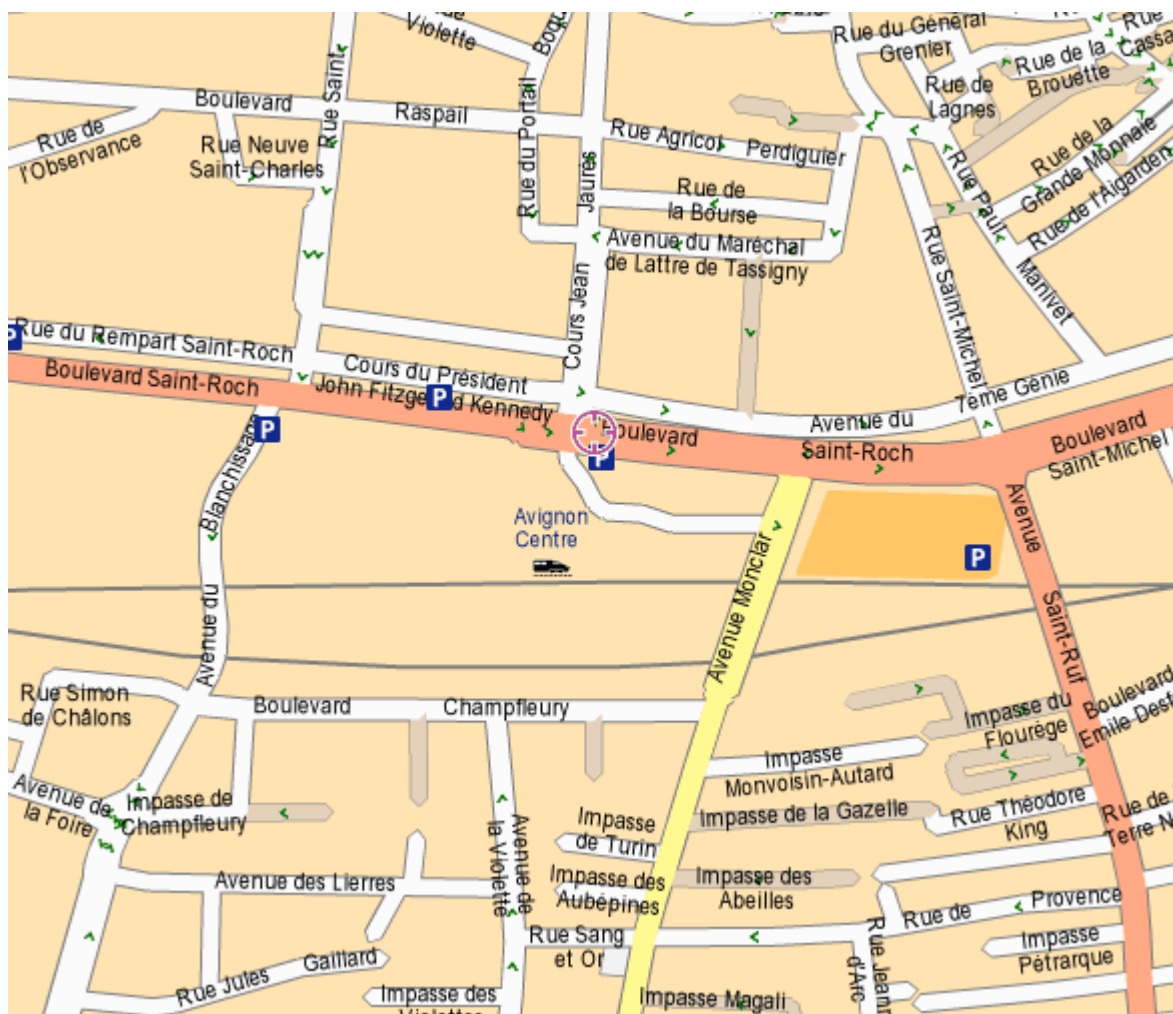 Violette
Rue du Général
Grenier
Rue de la
Brouette
Rue de
Lagnes
Boulevard
Raspail
Rue Saint
Rue du Portail
Rue de
l'Observance
Rue Neuve
Saint-Charles
Rue Agricol Perdiguier
Rue de la
Grande Monnaie
Rue de l'Aigarden
Rue Paul
Manivet
Jaurès
Cours Jean
Rue de
la Bourse
Avenue du Maréchal
de Lattre de Tassigny
Rue Saint-Michel
P
Rue du Rempart Saint-Roch
Boulevard Saint-Roch
Cours du Président
John Fitzge d Kennedy
P
P
Boulevard
Saint-Roch
P
Avenue du
7ème Génie
Boulevard
Saint-Michel
Avenue
Saint-Ruf
Avignon
Centre
P
Avenue du
Blanchissage
Avenue Monclar
Rue Simon
de Châlons
Boulevard
Champfleury
Impasse du
Flourège
Boulevard
Emile Dest
Impasse
Monvoisin-Autard
Avenue de
la Foire
Impasse de
Champfleury
Impasse de la Gazelle
Rue Théodore
King
Rue de
Terre N
Impasse
de Turin
Avenue de
la Violette
Avenue des Lierres
Impasse des
Aubépines
Impasse des
Abeilles
Rue de
Provence
Rue Sang
et Or
Impasse
Pétrarque
Rue Jeann
d'Arc
Rue Jules
Gaillard
Impasse des
Violettes
Impasse Magali